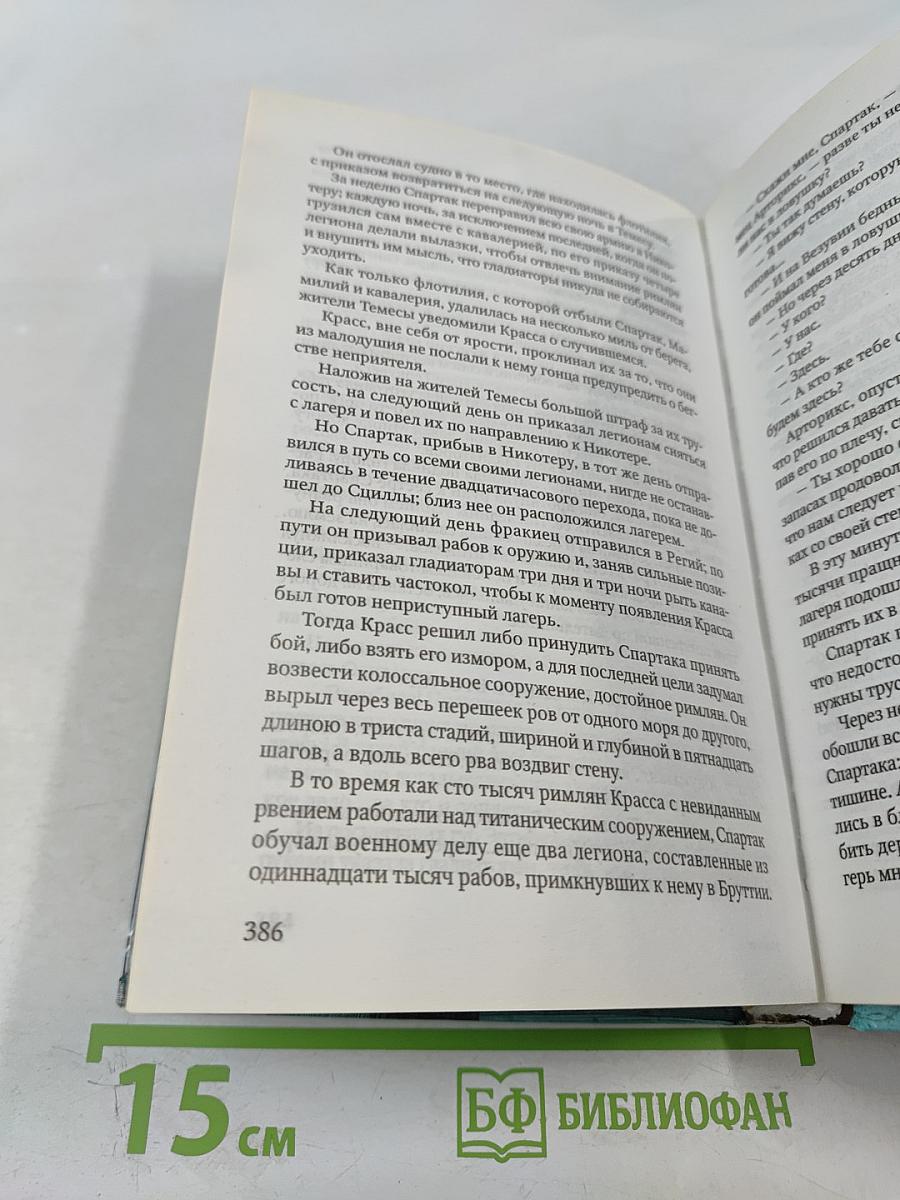 Он отослал судно в то место, где находилась флотилия,
с приказом возвратиться на следующую ночь в Темесу.
За неделю Спартак переправил всю свою армию в Нико-
теру; каждую ночь, за исключением последней, когда он по-
грузился сам вместе с кавалерией, по его приказу четыре
легиона делали вылазки, чтобы отвлечь внимание римлян
и внушить им мысль, что гладиаторы никуда не собираются
уходить.
Как только флотилия, с которой отбыли Спартак, Ма-
милий и кавалерия, удалилась на несколько миль от берега,
жители Темесы уведомили Красса о случившемся.
Красс, вне себя от ярости, проклинал их за то, что они
из малодушия не послали к нему гонца предупредить о бег-
стве неприятеля.
Наложив на жителей Темесы большой штраф за их тру-
сость, на следующий день он приказал легионам сняться
с лагеря и повел их по направлению к Никотере.
Но Спартак, прибыв в Никотеру, в тот же день отпра-
вился в путь со всеми своими легионами, нигде не останав-
ливаясь в течение двадцатичасового перехода, пока не до-
шел до Сциллы; близ нее он расположился лагерем.
На следующий день фракиец отправился в Регий; по
пути он призывал рабов к оружию и, заняв сильные пози-
ции, приказал гладиаторам три дня и три ночи рыть кана-
вы и ставить частокол, чтобы к моменту появления Красса
был готов неприступный лагерь.
Тогда Красс решил либо принудить Спартака принять
бой, либо взять его измором, а для последней цели задумал
возвести колоссальное сооружение, достойное римлян. Он
вырыл через весь перешеек ров от одного моря до другого,
длиною в триста стадий, шириной и глубиной в пятнадцать
шагов, а вдоль всего рва воздвиг стену.
В то время как сто тысяч римлян Красса с невиданным
рвением работали над титаническим сооружением, Спартак
обучал военному делу еще два легиона, составленные из
одиннадцати тысяч рабов, примкнувших к нему в Бруттии.
386
— Скажи мне, Спартак, —
Арторикс, — разве ты не
нас в ловушку?
— Ты так думаешь?
— Я вижу стену, которую
готова...
— И на Везувии бедны
он поймал меня в ловуш
— Но через десять дн
— У кого?
— У нас.
— Где?
— Здесь.
— А кто же тебе с
будем здесь?
Арторикс, опуст
что решился давать
пав его по плечу, с
— Ты хорошо
запасах продовол
что нам следует
ках со своей сте
В эту минут
тысячи пращн
лагеря подошл
принять их в
Спартак
что недосто
нужны трус
Через не
обошли вс
Спартака:
тишине. А
лись в бл
бить дер
герь мн
15 см
БФ БИБЛИОФАН